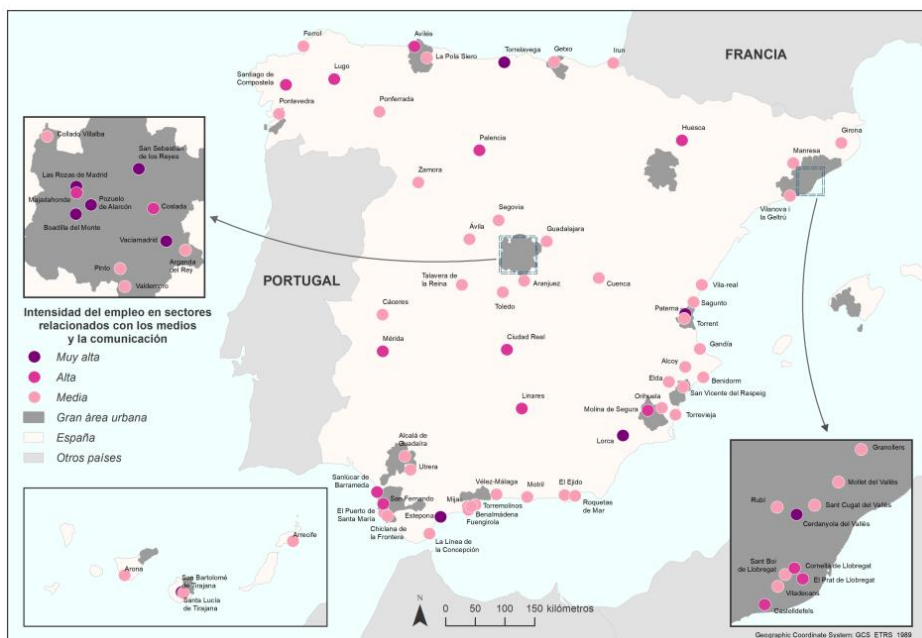 Ferrol
Avilés
La Pola Siero
Torrelavega
Getxo
Irun
FRANCIA
Lugo
Santiago de
Compostela
Pontevedra
Ponferrada
Palencia
Huesca
Girona
Manresa
Vilanova i la
Geltrú
Zamora
Segovia
Ávila
Guadalajara
PORTUGAL
Talavera de
la Reina
Aranjuez
Toledo
Cuenca
Cáceres
Mérida
Ciudad Real
Vila-real
Sagunto
Paterna
Torrent
Gandía
Alcoy
Elda
Benidorm
San Vicente del Raspeig
Orihuela
Molina de Segura
Torrevieja
Linares
Lorca
Alcalá de
Guadaíra
Utrera
Sanlúcar de
Barrameda
San Fernando
El Puerto de
Santa María
Chiclana de
la Frontera
Estepona
La Línea de
la Concepción
Mijas
Vélez-Málaga
Torremolinos
Benalmádena
Fuengirola
Motril
El Ejido
Roquetas
de Mar
Collado Villalba
San Sebastián
de los Reyes
Las Rozas de Madrid
Majadahonda
Pozuelo
de Alarcón
Boadilla del Monte
Coslada
Vaciamadrid
Arganda
del Rey
Pinto
Valdemoro
Intensidad del empleo en sectores
relacionados con los medios
y la comunicación
Muy alta
Alta
Media
Gran área urbana
España
Otros países
Arrecife
Arona
San Bartolomé
de Tirajana
Santa Lucía
de Tirajana
N
0
50
100
150 kilómetros
Granollers
Mollet del Vallès
Rubí
Sant Cugat del Vallès
Cerdanyola del Vallès
Sant Boi
de Llobregat
Cornellà de Llobregat
El Prat de Llobregat
Viladecans
Castelldefels
Geographic Coordinate System: GCS_ETRS_1989